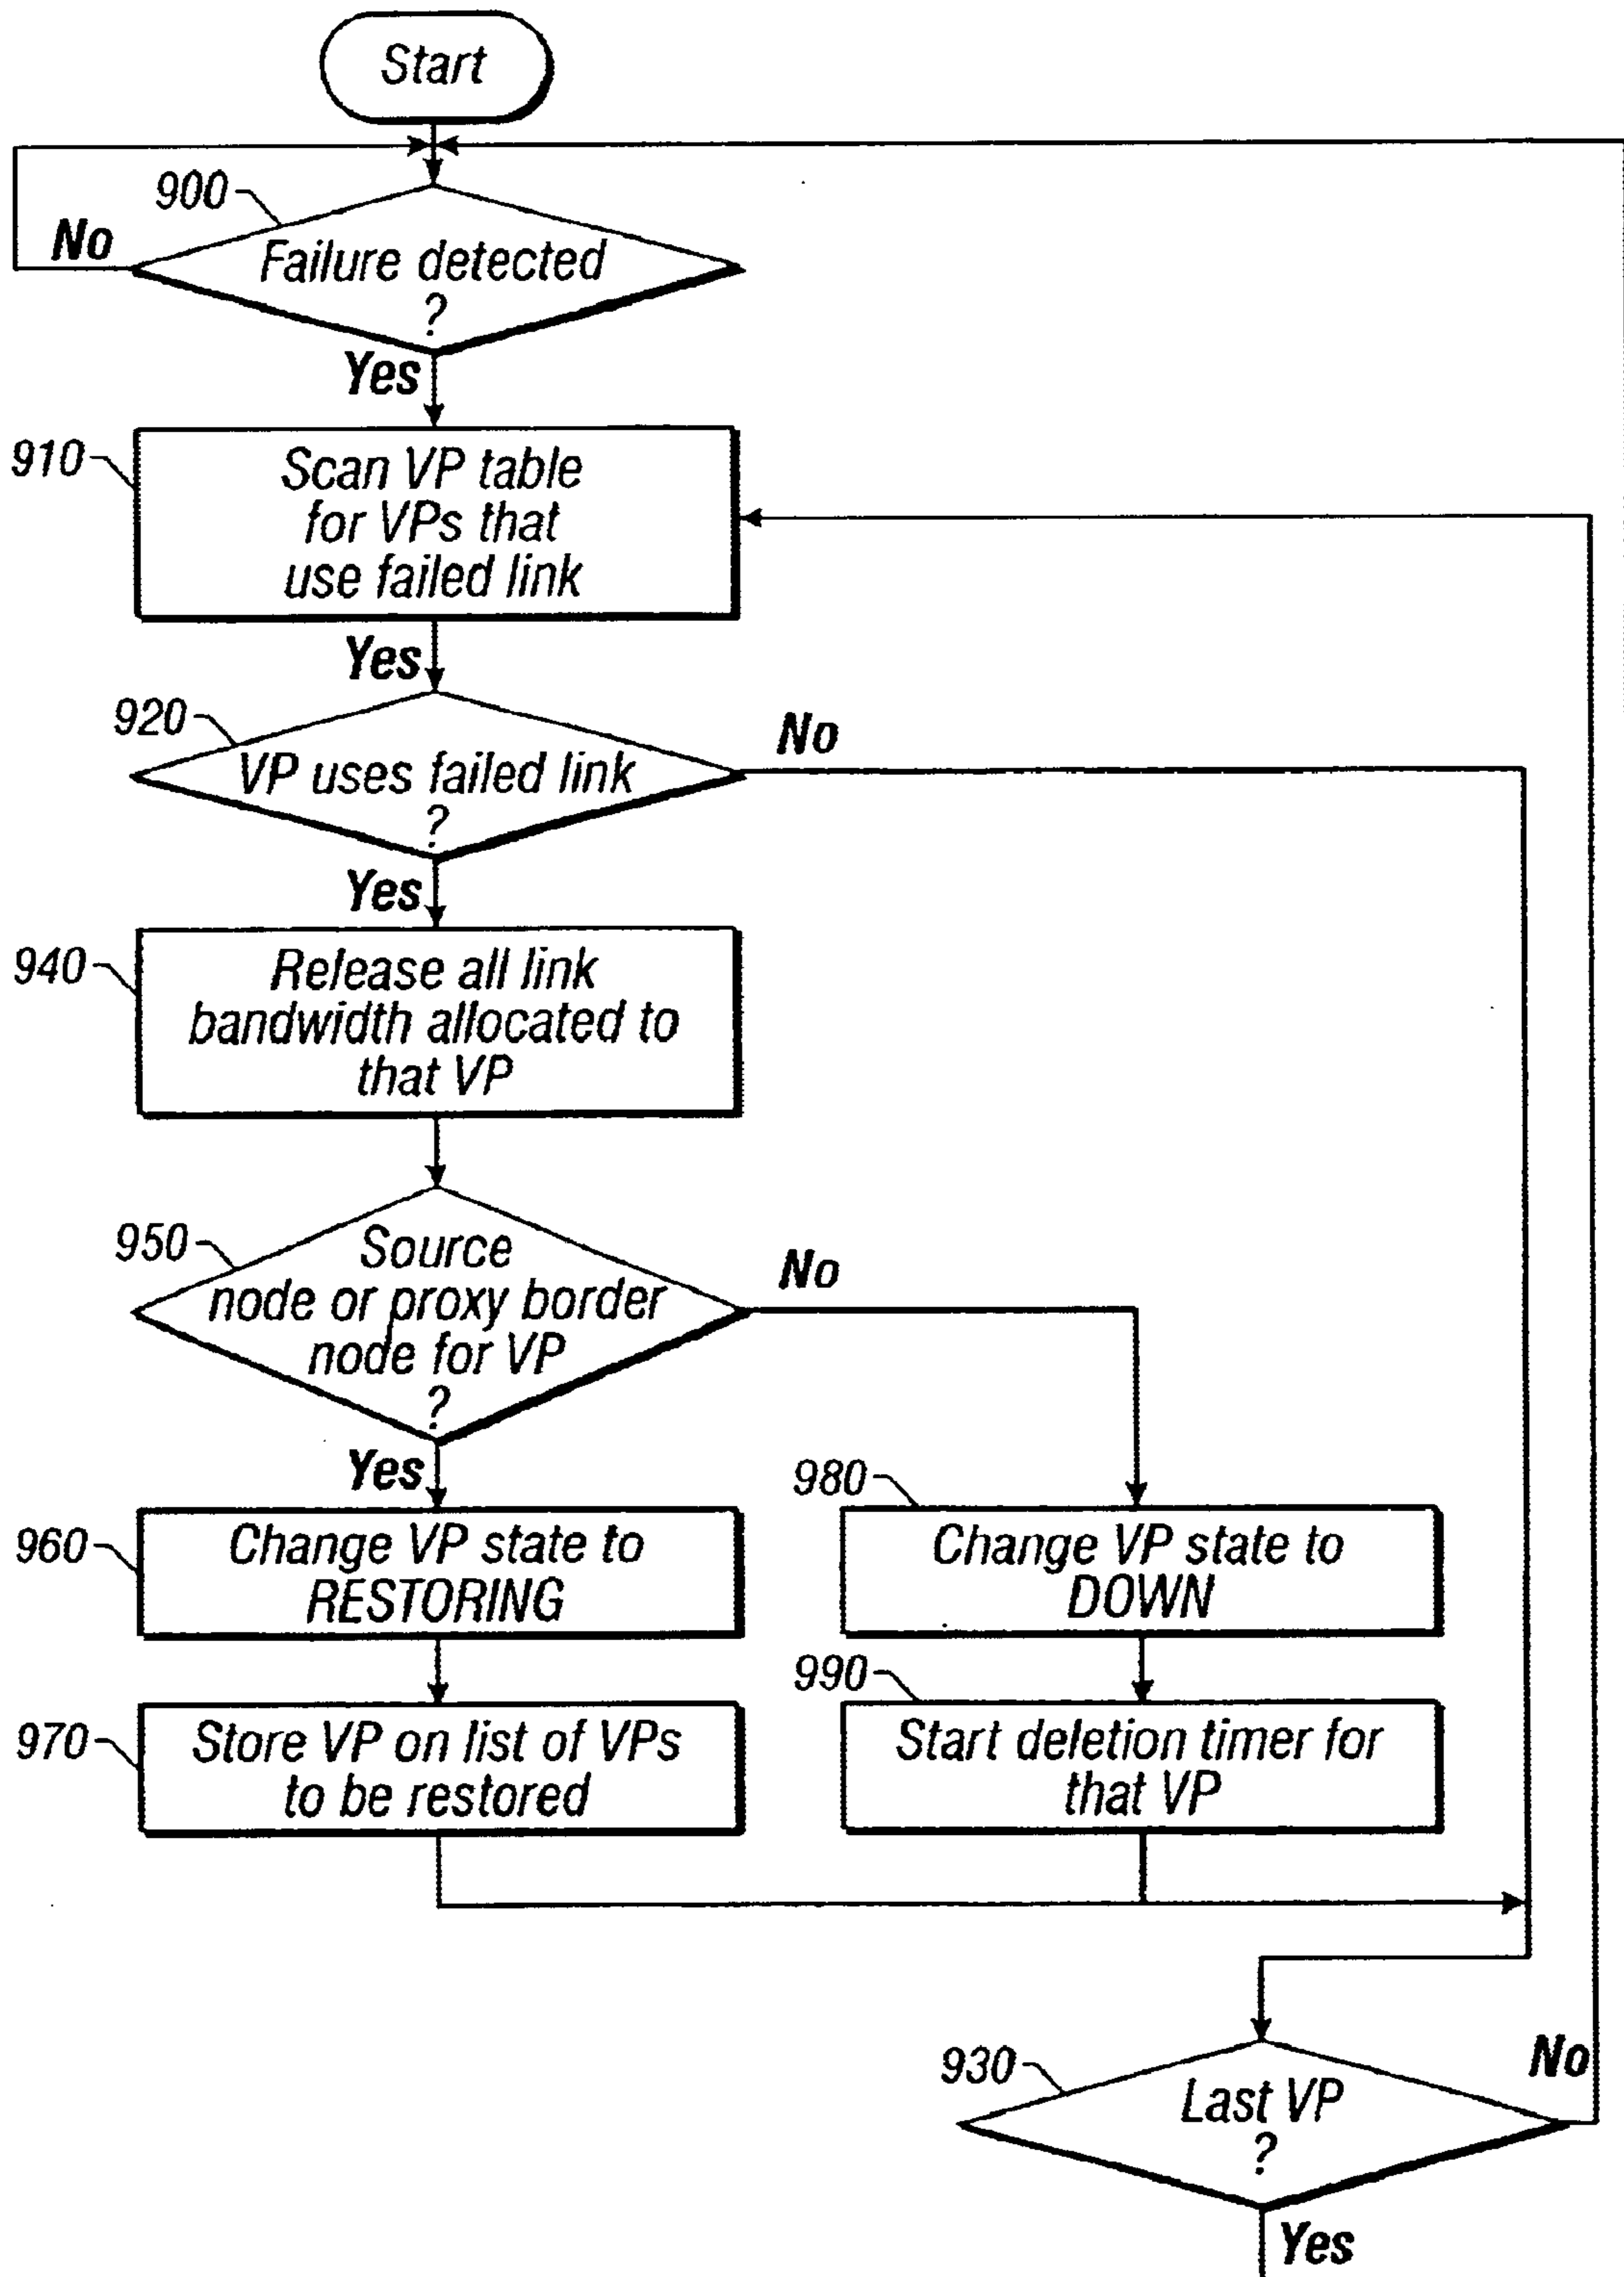 Start
900
No
Failure detected
?
Yes
910
Scan VP table
for VPs that
use failed link
Yes
920
No
VP uses failed link
?
Yes
940
Release all link
bandwidth allocated to
that VP
950
Source
node or proxy border
node for VP
?
No
Yes
960
Change VP state to
RESTORING
980
Change VP state to
DOWN
970
Store VP on list of VPs
to be restored
990
Start deletion timer for
that VP
930
Last VP
?
No
Yes